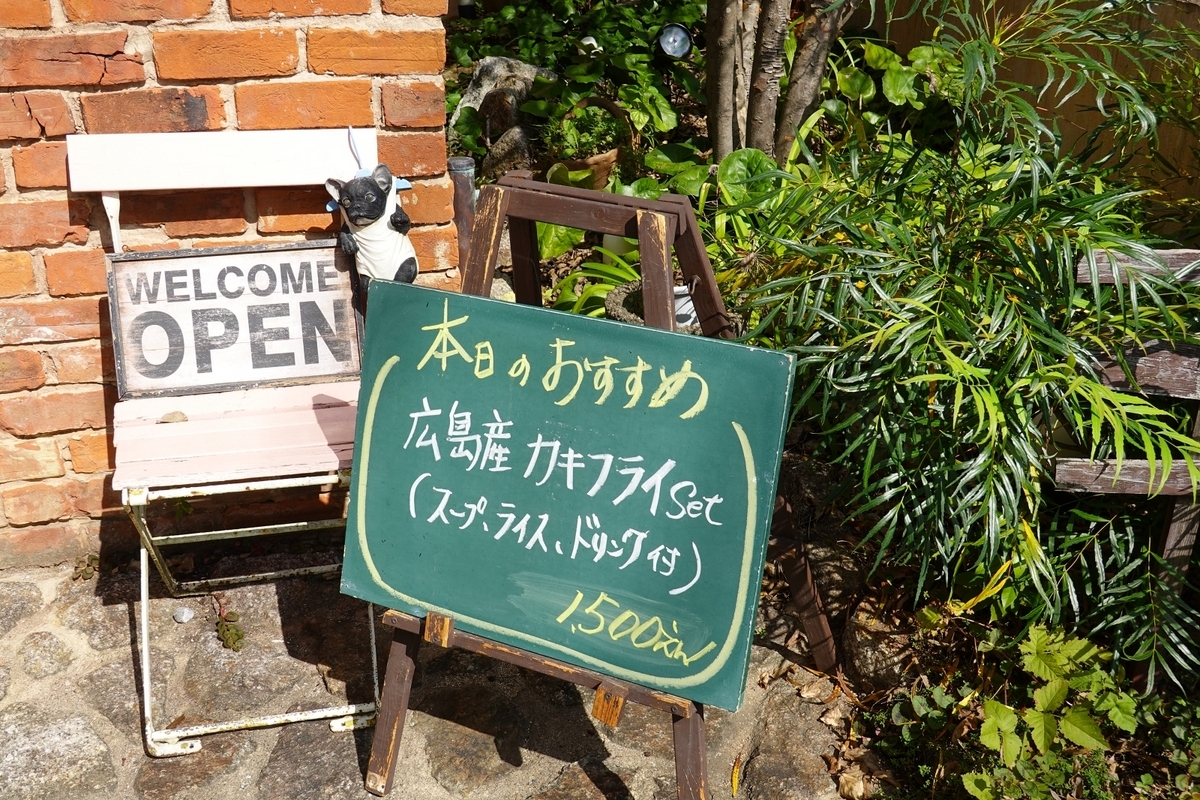 WELCOME
OPEN
本日のおすすめ
広島産 カキフライset
(スープ、ライス、ドリンク付)
1,500えん